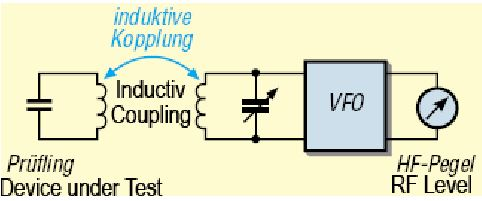 induktive
Kopplung
Inductiv
Coupling
VFO
Prüfling
Device under Test
HF-Pegel
RF Level